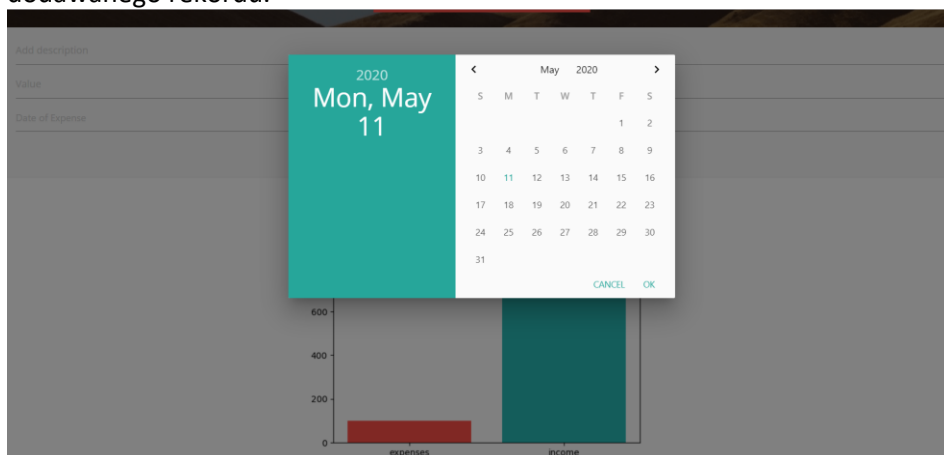 dodawanego rekordu.
Add description
Value
Date of Expense
2020
Mon, May
11
May 2020
S M T W T F S
1 2
3 4 5 6 7 8 9
10 11 12 13 14 15 16
17 18 19 20 21 22 23
24 25 26 27 28 29 30
31
CANCEL OK
600
400
200
0
expenses income